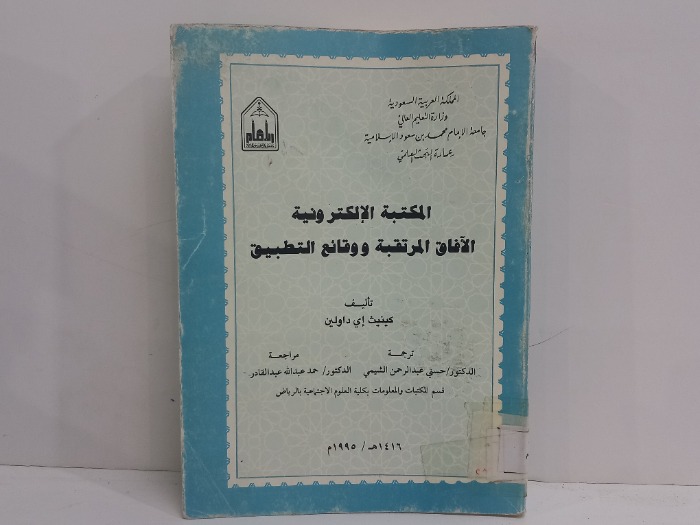 المملكة العربية السعودية
وزارة التعليم العالي
جامعة الإمام محمد بن سعود الإسلامية
عمادة البحث العلمي
المكتبة الإلكترونية
الآفاق المرتقبة ووقائع التطبيق
تأليف
كينيث إي داولين
ترجمة مراجعة
الدكتور/حسني عبدالرحمن الشيمي الدكتور/ حمد عبدالله عبدالقادر
قسم المكتبات والمعلومات بكلية العلوم الاجتماعية بالرياض
١٤١٦هـ / ١٩٩٥م